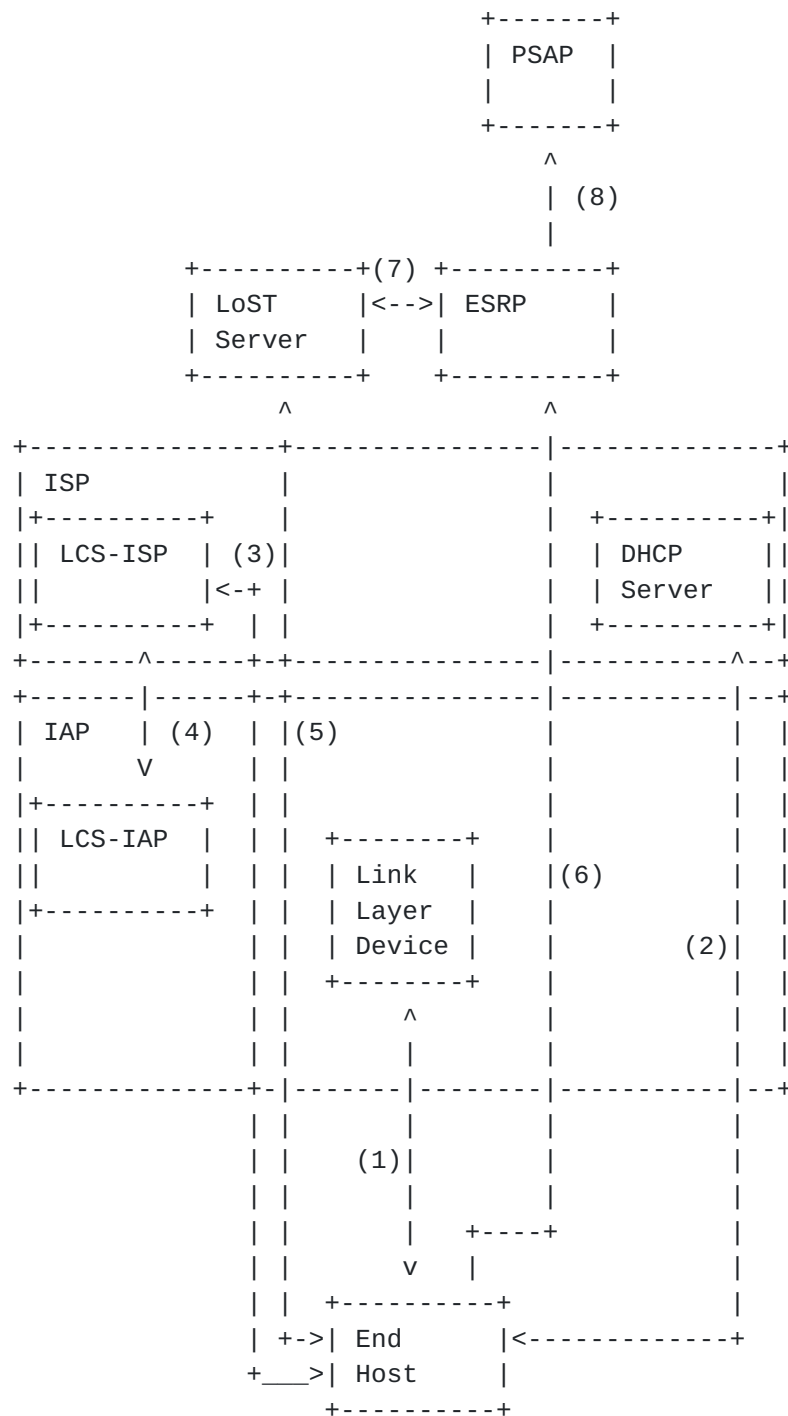 PSAP
(8)
(7)
LoST ESRP
Server
ISP
LCS-ISP (3) DHCP
Server
IAP (4) (5)
LCS-IAP
Link (6)
Layer
Device (2)
(1)
End
Host